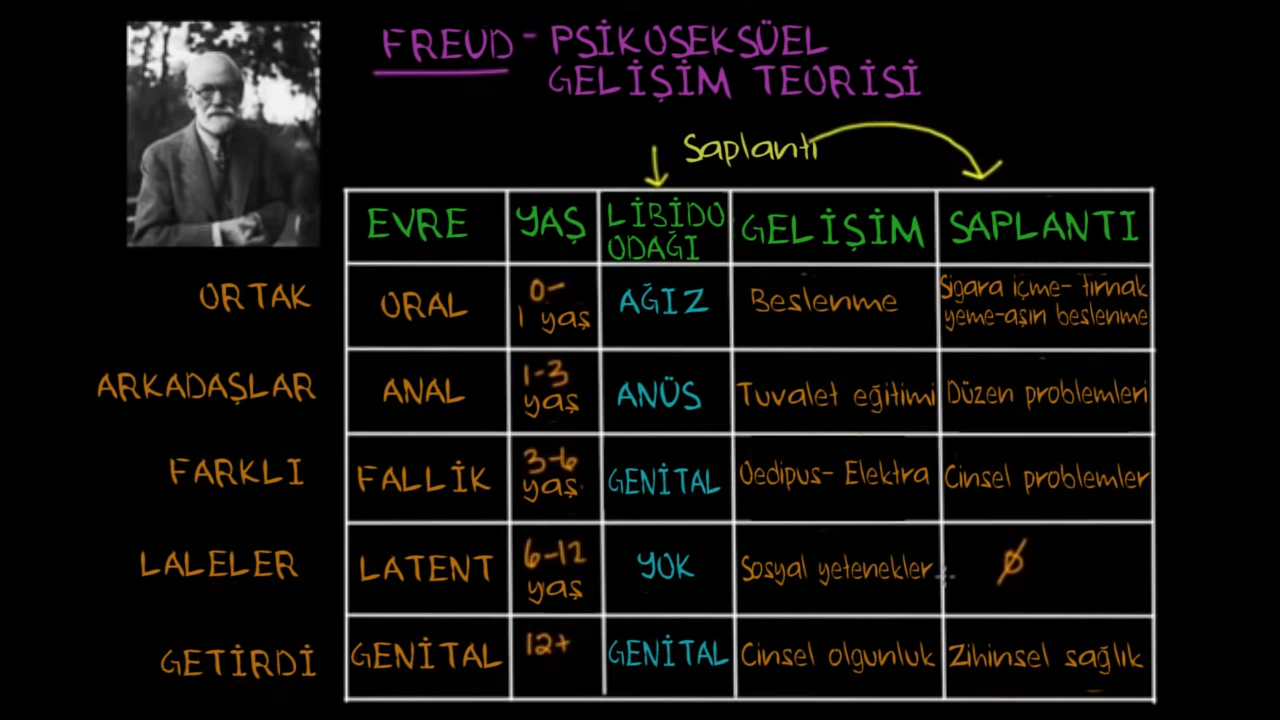 FREUD - PSİKOSEKSÜEL
GELİŞİM TEORİSİ
Saplantı
EVRE YAŞ LİBİDO ODAĞI GELİŞİM SAPLANTI
ORTAK ORAL 0-1 yaş AĞIZ Beslenme Sigara içme- tırnak yeme-aşırı beslenme
ARKADAŞLAR ANAL 1-3 yaş ANÜS Tuvalet eğitimi Düzen problemleri
FARKLI FALLİK 3-6 yaş GENİTAL Oedipus- Elektra Cinsel problemler
LALELER LATENT 6-12 yaş YOK Sosyal yetenekler ø
GETİRDİ GENİTAL 12+ GENİTAL Cinsel olgunluk Zihinsel sağlık